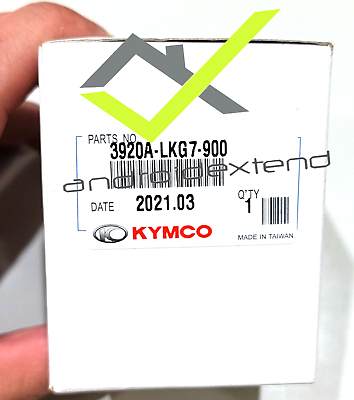 PARTS NO.
3920A-LKG7-900
androidextend
DATE 2021.03 Q'TY 1
KYMCO
MADE IN TAIWAN